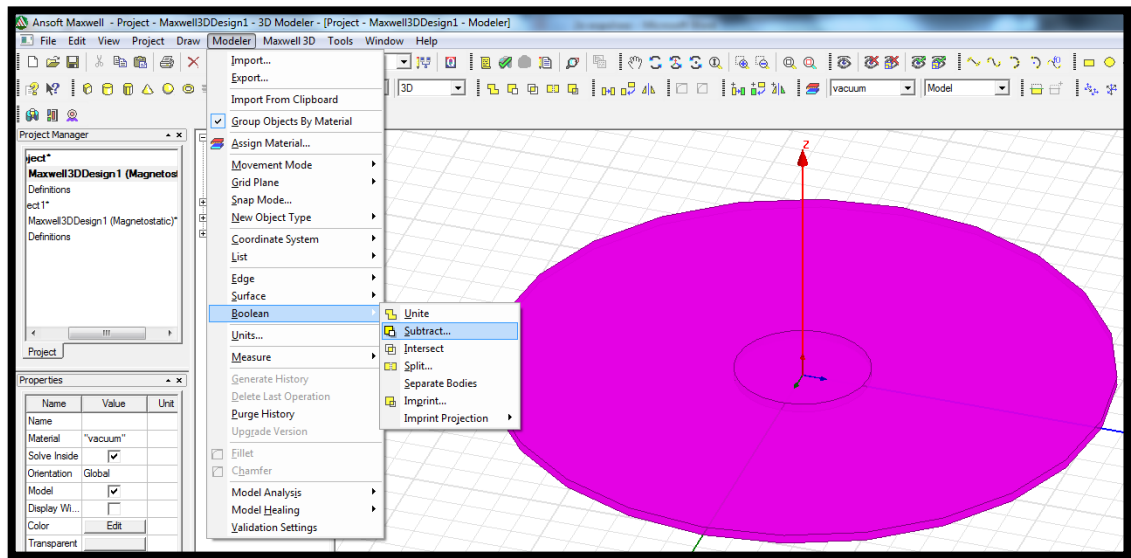 Ansoft Maxwell - Project - Maxwell3DDesign1 - 3D Modeler - [Project - Maxwell3DDesign1 - Modeler]
File Edit View Project Draw Modeler Maxwell 3D Tools Window Help
3D vacuum Model
Project Manager
ject*
Maxwell3DDesign1 (Magnetos
Definitions
ect1*
Maxwell3DDesign1 (Magnetostatic)*
Definitions
Project
Properties
Name Value Unit
Name
Material "vacuum"
Solve Inside
Orientation Global
Model
Display Wi...
Color Edit
Transparent
Import...
Export...
Import From Clipboard
Group Objects By Material
Assign Material...
Movement Mode
Grid Plane
Snap Mode...
New Object Type
Coordinate System
List
Edge
Surface
Boolean
Units...
Measure
Generate History
Delete Last Operation
Purge History
Upgrade Version
Fillet
Chamfer
Model Analysis
Model Healing
Validation Settings
Unite
Subtract...
Intersect
Split...
Separate Bodies
Imprint...
Imprint Projection
Z